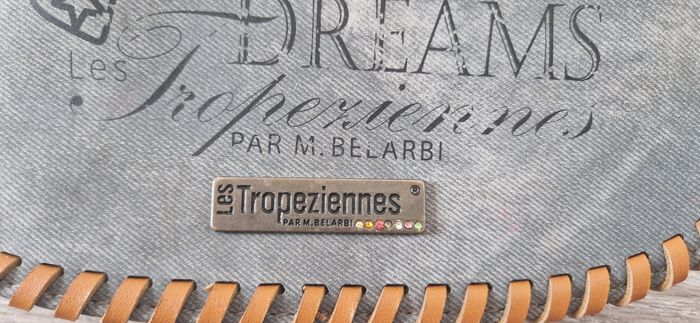 DREAMS
Les Tropeziennes
PAR M. BELARBI
Les Tropeziennes®
PAR M. BELARBI